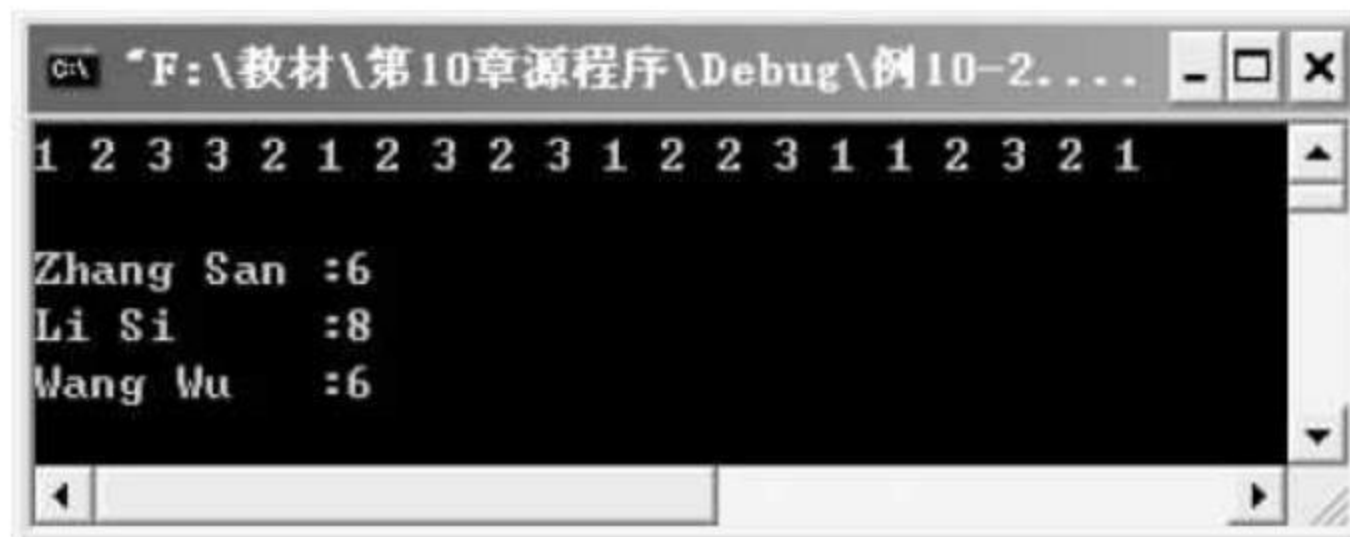 "F:\教材\第10章源程序\Debug\例10-2....
1 2 3 3 2 1 2 3 2 3 1 2 2 3 1 1 2 3 2 1
Zhang San :6
Li Si     :8
Wang Wu   :6